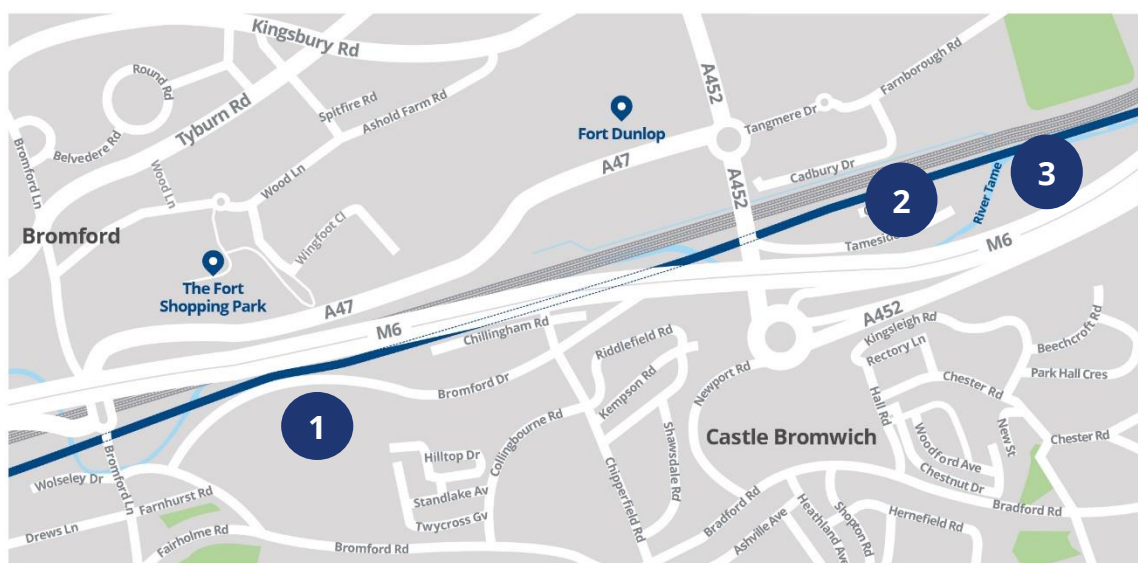 Kingsbury Rd
A452
Farnborough Rd
Round Rd
Spitfire Rd
Ashold Farm Rd
Tyburn Rd
Fort Dunlop
Tangmere Dr
Belvedere Rd
Bromford Ln
A47
Cadbury Dr
Wood Ln
Wood Ln
A452
3
2
River Tame
Bromford
Wingfoot Cl
Tameside
M6
The Fort
Shopping Park
A47
M6
Chillingham Rd
A452
Kingsleigh Rd
Beechcroft Rd
Riddlefield Rd
Rectory Ln
Newport Rd
Park Hall Cres
Kempson Rd
Bromford Dr
Chester Rd
Hall Rd
1
Collingbourne Rd
Shawsdale Rd
Castle Bromwich
Woodford Ave
New St
Chester Rd
Hilltop Dr
Chipperfield Rd
Wolseley Dr
Bromford Ln
Standlake Av
Chestnut Dr
Farnhurst Rd
Bradford Rd
Bradford Rd
Twycross Gv
Ashville Ave
Heathland Ave
Shopton Rd
Hernefield Rd
Drews Ln
Fairholme Rd
Bromford Rd